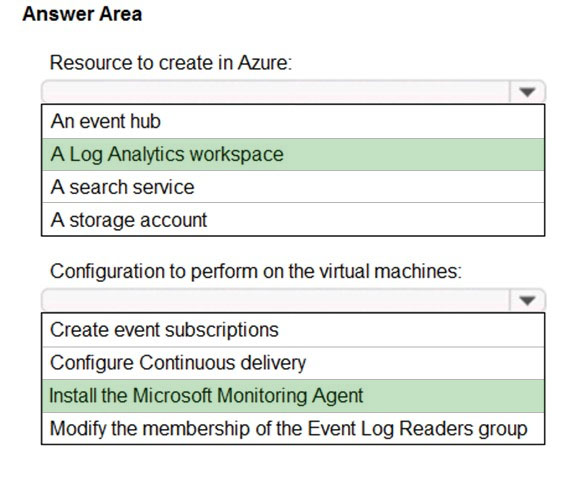 Answer Area
Resource to create in Azure:
An event hub
A Log Analytics workspace
A search service
A storage account
Configuration to perform on the virtual machines:
Create event subscriptions
Configure Continuous delivery
Install the Microsoft Monitoring Agent
Modify the membership of the Event Log Readers group